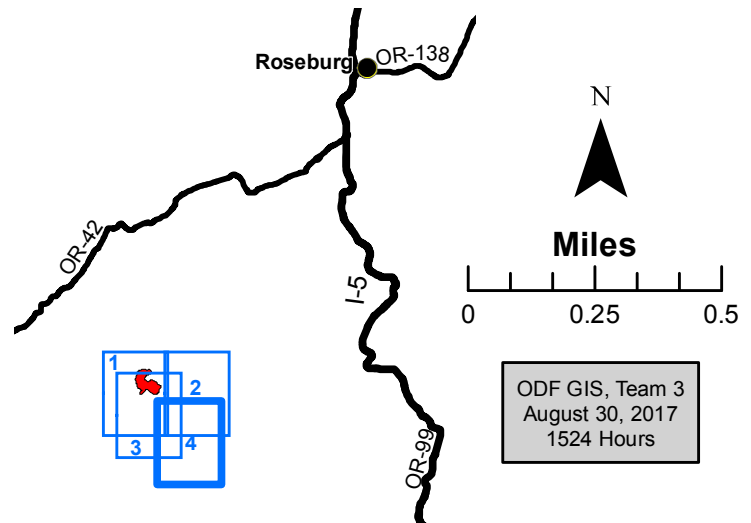 Roseburg
OR-138
N
OR-42
Miles
I-5
0 0.25 0.5
1
2
3
4
OR-99
ODF GIS, Team 3
August 30, 2017
1524 Hours